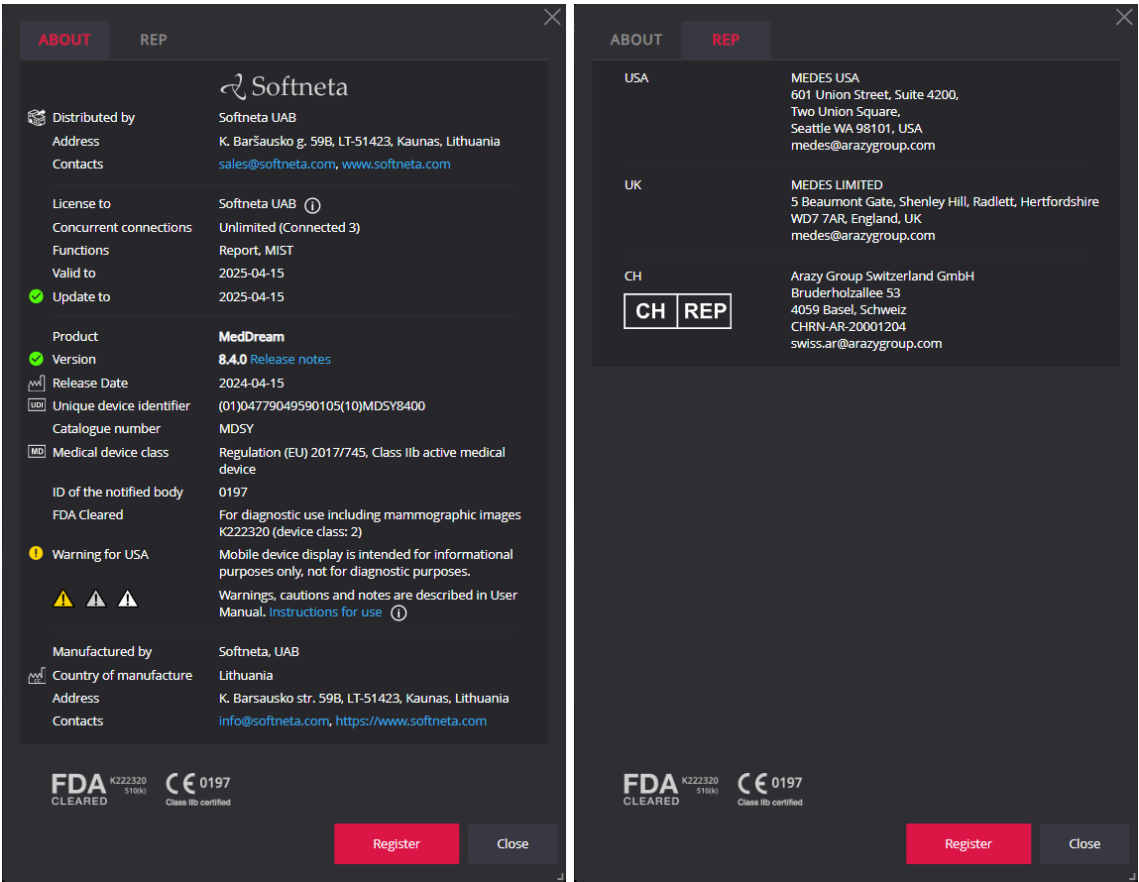 ABOUT REP
Softneta
Distributed by Softneta UAB
Address K. Baršausko g. 59B, LT-51423, Kaunas, Lithuania
Contacts sales@softneta.com, www.softneta.com
License to Softneta UAB
Concurrent connections Unlimited (Connected 3)
Functions Report, MIST
Valid to 2025-04-15
Update to 2025-04-15
Product MedDream
Version 8.4.0 Release notes
Release Date 2024-04-15
UDI Unique device identifier (01)04779049590105(10)MDSY8400
Catalogue number MDSY
MD Medical device class Regulation (EU) 2017/745, Class IIb active medical
device
ID of the notified body 0197
FDA Cleared For diagnostic use including mammographic images
K222320 (device class: 2)
Warning for USA Mobile device display is intended for informational
purposes only, not for diagnostic purposes.
Warnings, cautions and notes are described in User
Manual. Instructions for use
Manufactured by Softneta, UAB
Country of manufacture Lithuania
Address K. Barsausko str. 59B, LT-51423, Kaunas, Lithuania
Contacts info@softneta.com, https://www.softneta.com
FDA K222320 CE 0197
CLEARED 510(k) Class IIb certified
Register Close
ABOUT REP
USA MEDES USA
601 Union Street, Suite 4200,
Two Union Square,
Seattle WA 98101, USA
medes@arazygroup.com
UK MEDES LIMITED
5 Beaumont Gate, Shenley Hill, Radlett, Hertfordshire
WD7 7AR, England, UK
medes@arazygroup.com
CH Arazy Group Switzerland GmbH
Bruderholzallee 53
CH REP 4059 Basel, Schweiz
CHRN-AR-20001204
swiss.ar@arazygroup.com
FDA K222320 CE 0197
CLEARED 510(k) Class IIb certified
Register Close